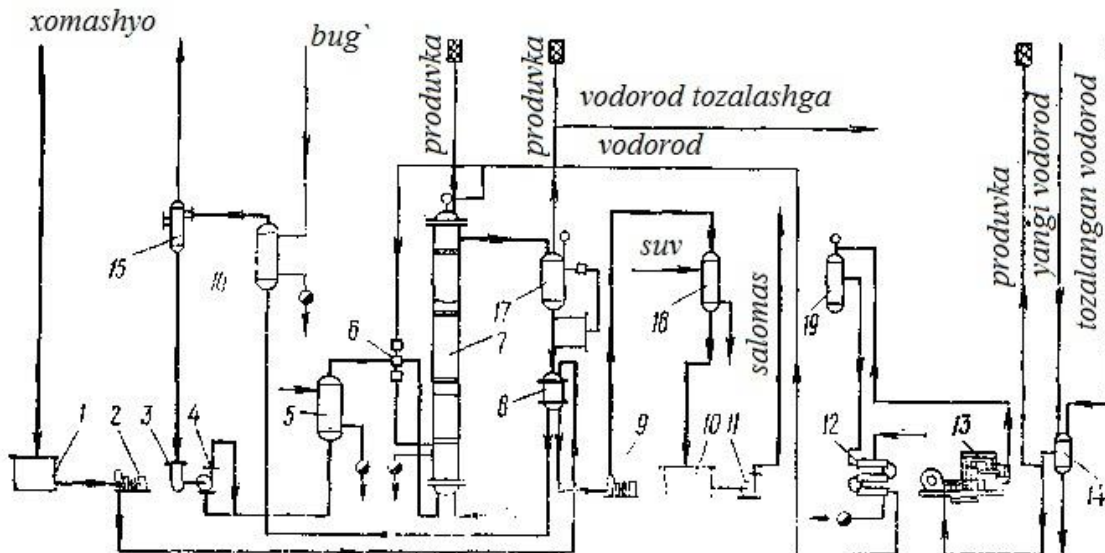 xomashyo
bug`
produvka
produvka
vodorod tozalashga
vodorod
produvka
yangi vodorod
tozalangan vodorod
15
16
17
suv
18
salomas
19
6
7
8
5
1
2
3
4
9
10
11
12
13
14